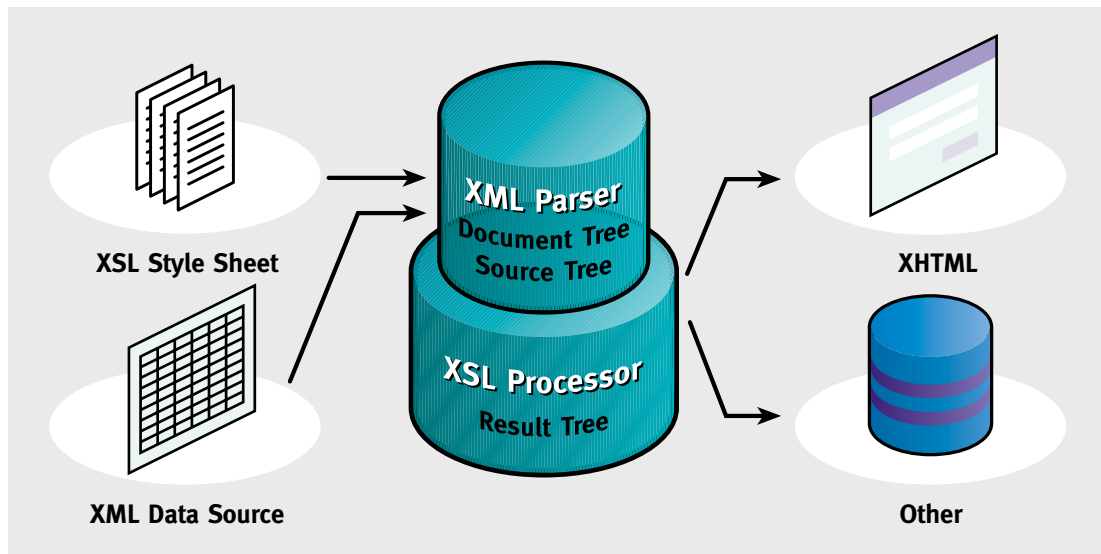 XSL Style Sheet
XML Data Source
XML Parser
Document Tree
Source Tree
XSL Processor
Result Tree
XHTML
Other